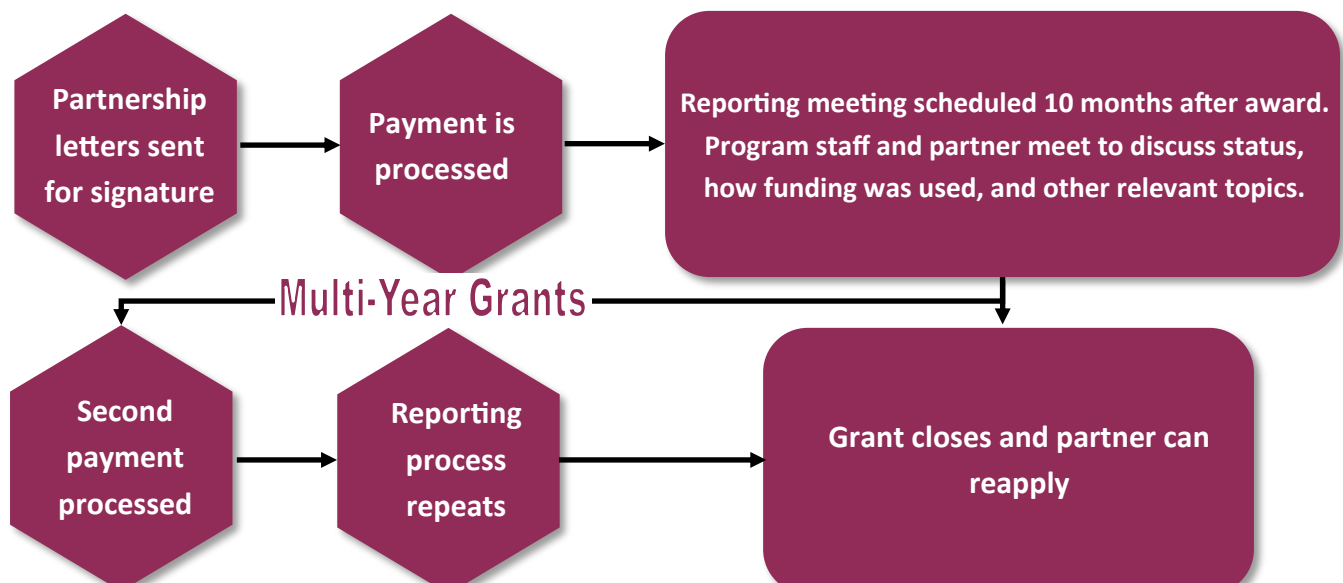 Partnership
letters sent
for signature
Payment is
processed
Reporting meeting scheduled 10 months after award.
Program staff and partner meet to discuss status,
how funding was used, and other relevant topics.
Multi-Year Grants
Second
payment
processed
Reporting
process
repeats
Grant closes and partner can
reapply